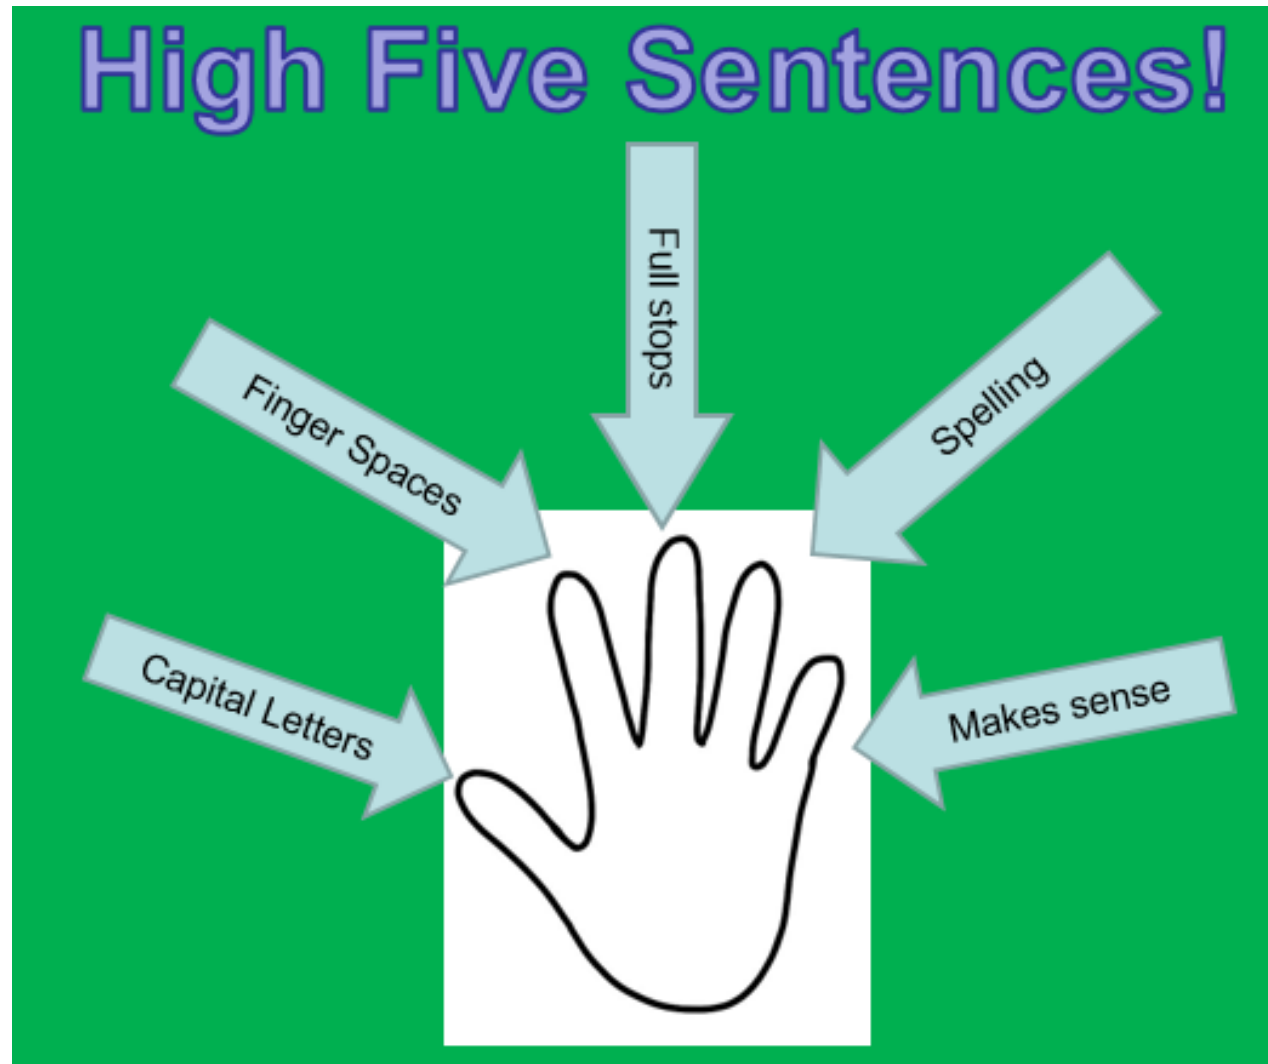 High Five Sentences!
Full stops
Spelling
Finger Spaces
Capital Letters
Makes sense